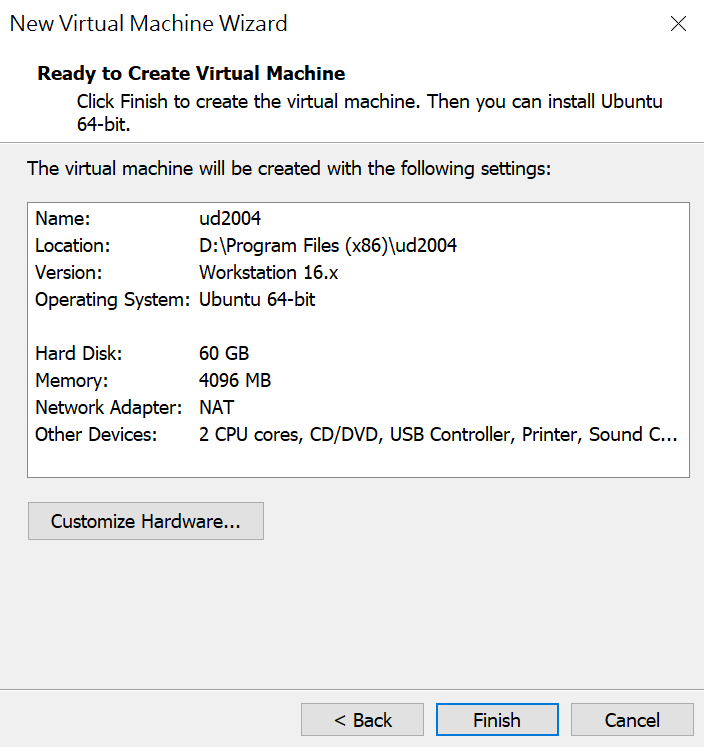 New Virtual Machine Wizard
Ready to Create Virtual Machine
Click Finish to create the virtual machine. Then you can install Ubuntu
64-bit.
The virtual machine will be created with the following settings:
Name: ud2004
Location: D:\Program Files (x86)\ud2004
Version: Workstation 16.x
Operating System: Ubuntu 64-bit
Hard Disk: 60 GB
Memory: 4096 MB
Network Adapter: NAT
Other Devices: 2 CPU cores, CD/DVD, USB Controller, Printer, Sound C...
Customize Hardware...
< Back Finish Cancel